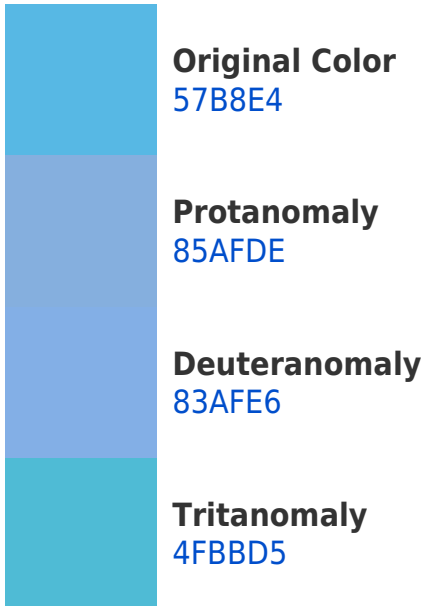 Original Color
57B8E4
Protanomaly
85AFDE
Deuteranomaly
83AFE6
Tritanomaly
4FBBD5